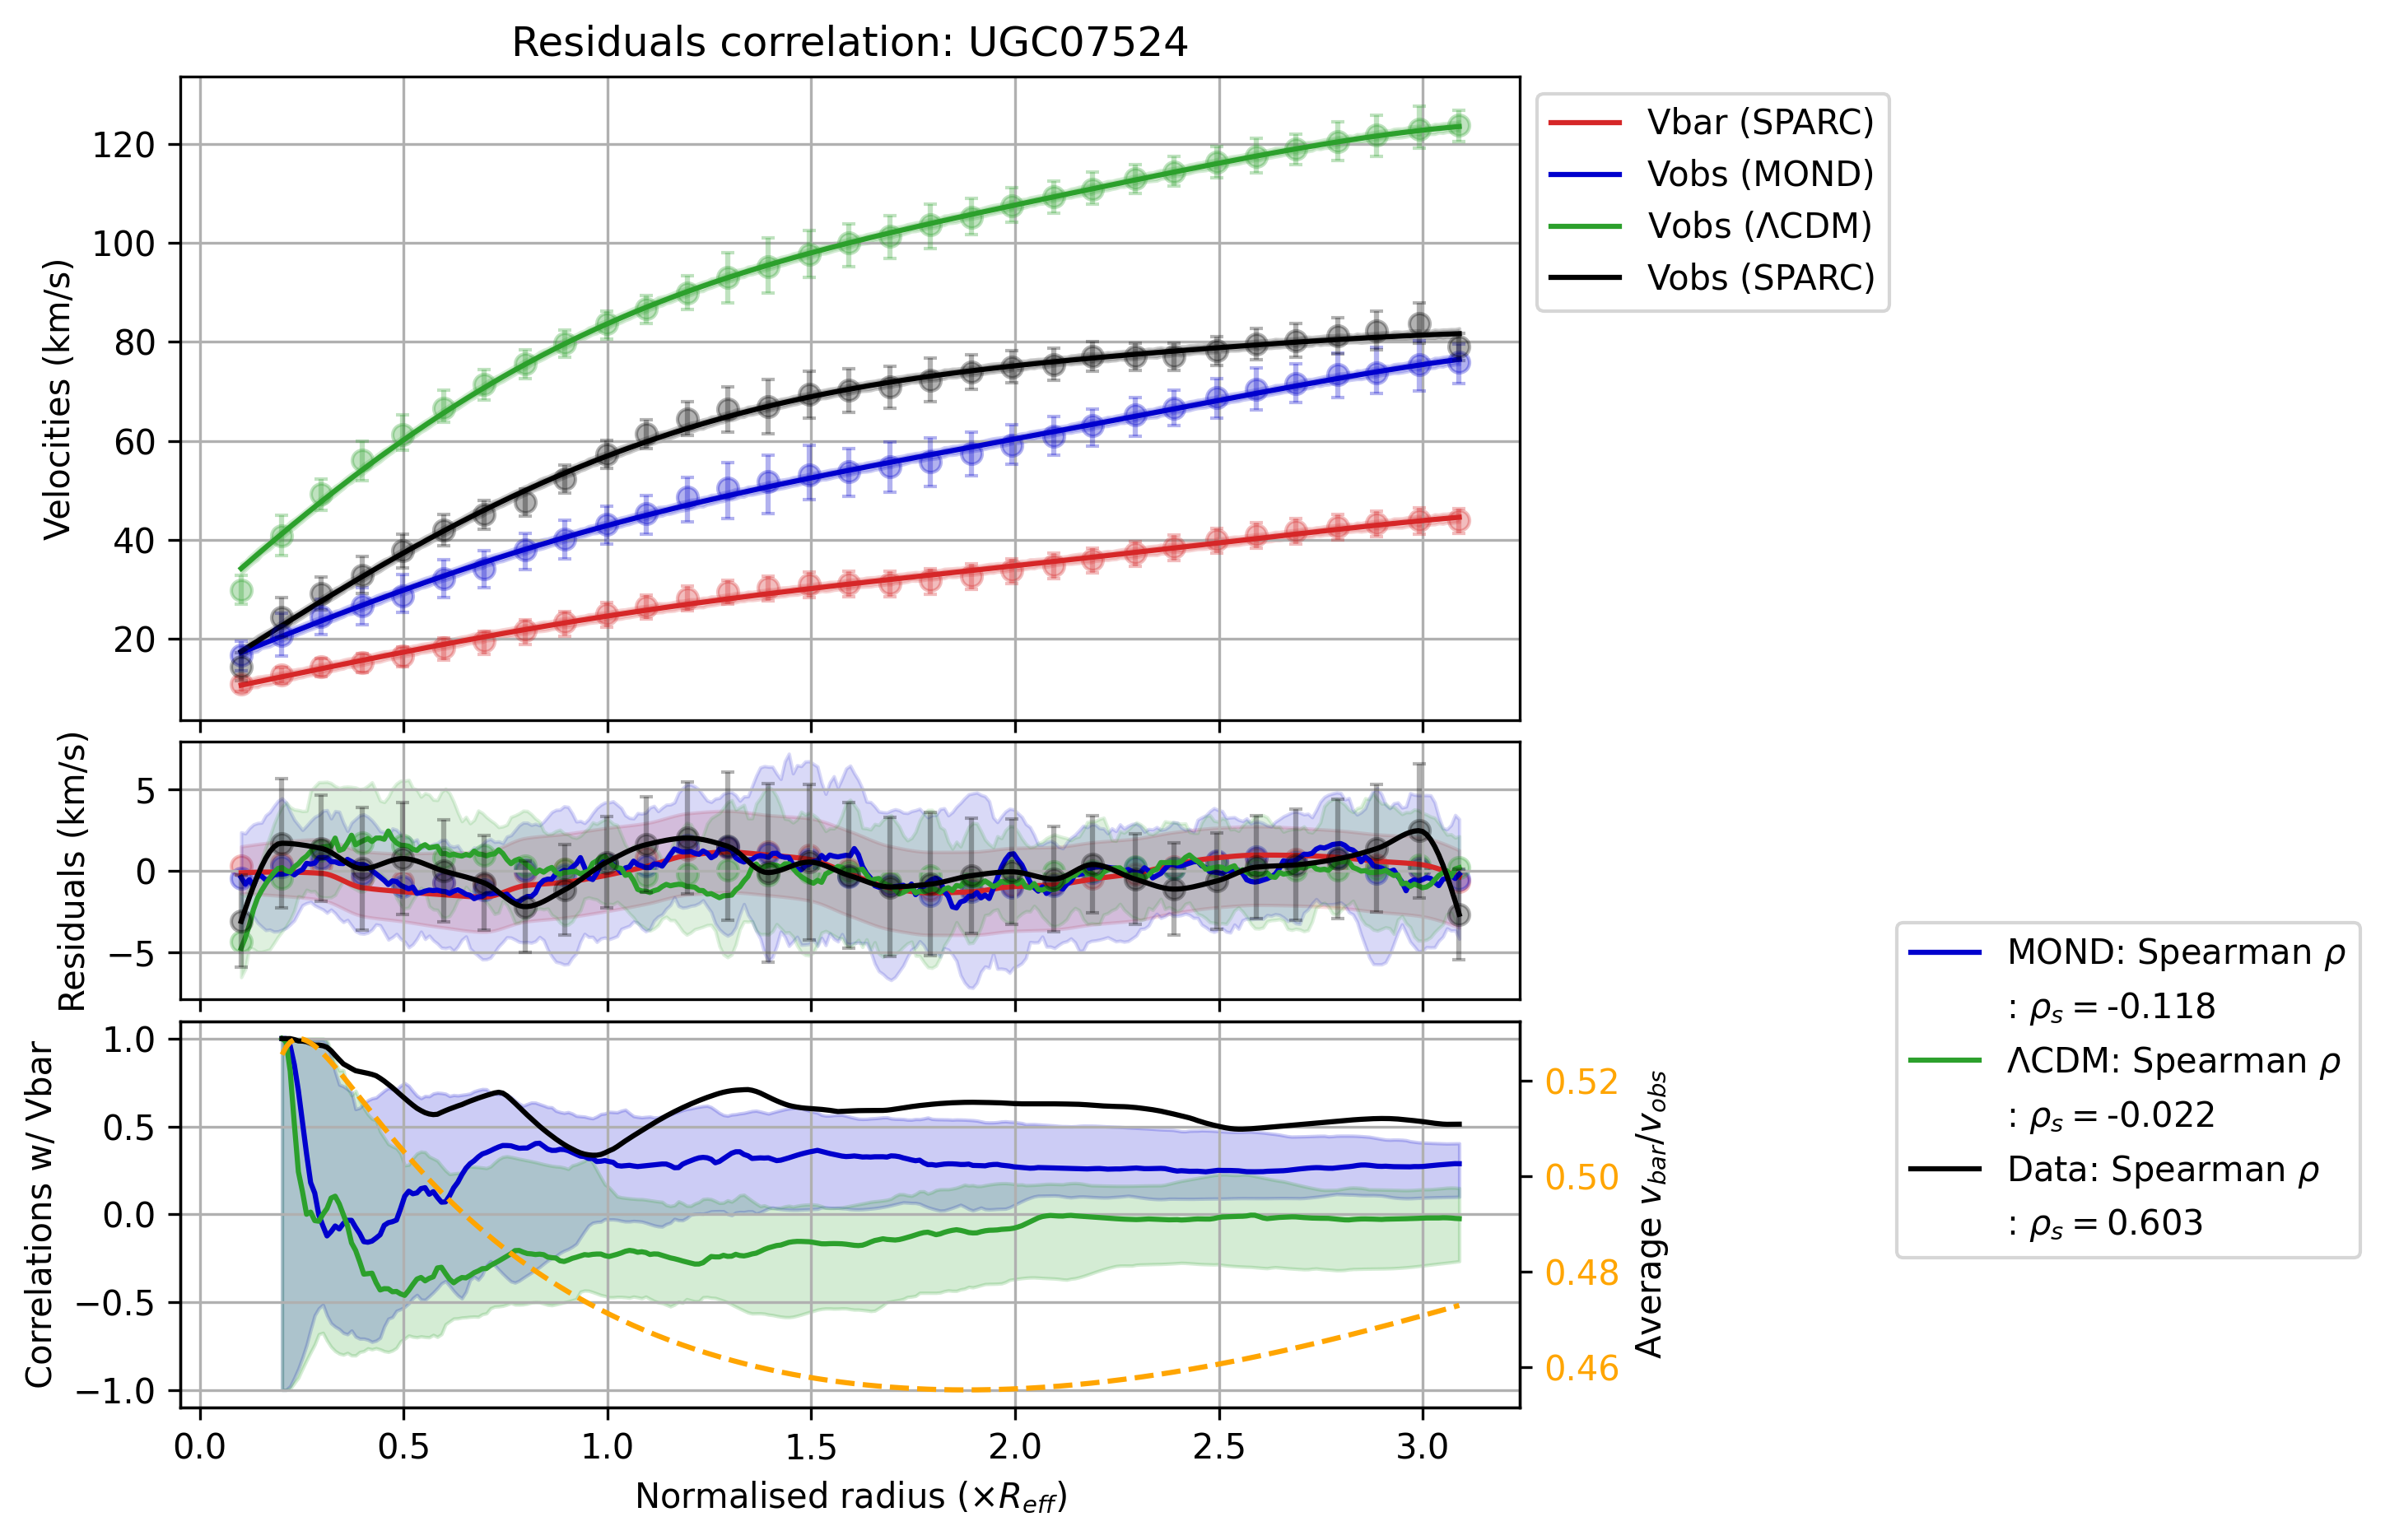 Residuals correlation: UGC07524
Velocities (km/s)
120
100
80
60
40
20
Vbar (SPARC)
Vobs (MOND)
Vobs (ΛCDM)
Vobs (SPARC)
Residuals (km/s)
5
0
−5
Correlations w/ Vbar
1.0
0.5
0.0
−0.5
−1.0
0.52
0.50
0.48
0.46
Average v_bar/v_obs
MOND: Spearman ρ
: ρ_s = -0.118
ΛCDM: Spearman ρ
: ρ_s = -0.022
Data: Spearman ρ
: ρ_s = 0.603
0.0 0.5 1.0 1.5 2.0 2.5 3.0
Normalised radius (×R_eff)